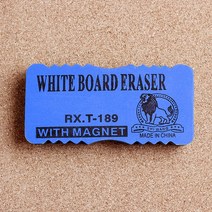 WHITE BOARD ERASER
RX.T-189
WITH MAGNET
MADE IN CHINA